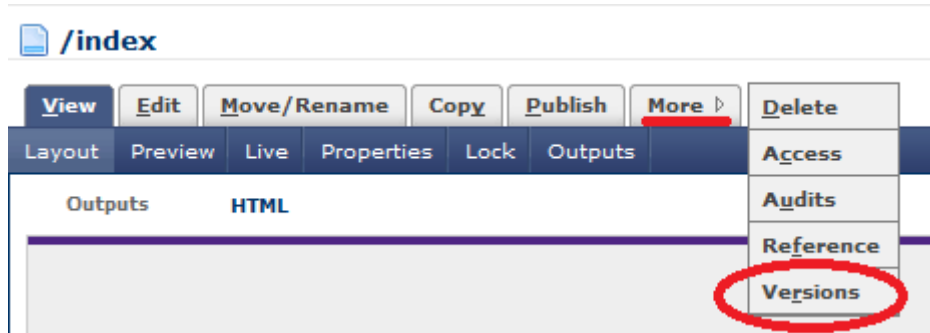 /index
View Edit Move/Rename Copy Publish More
Delete
Layout Preview Live Properties Lock Outputs
Access
Outputs HTML
Audits
Reference
Versions